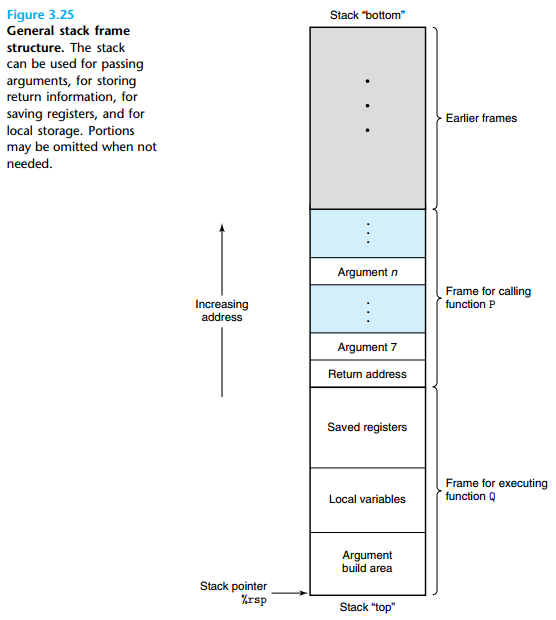 Figure 3.25
General stack frame
structure. The stack
can be used for passing
arguments, for storing
return information, for
saving registers, and for
local storage. Portions
may be omitted when not
needed.
Stack “bottom”
Earlier frames
Argument n
Frame for calling
function P
Increasing
address
Argument 7
Return address
Saved registers
Frame for executing
function Q
Local variables
Argument
build area
Stack pointer
%rsp
Stack “top”